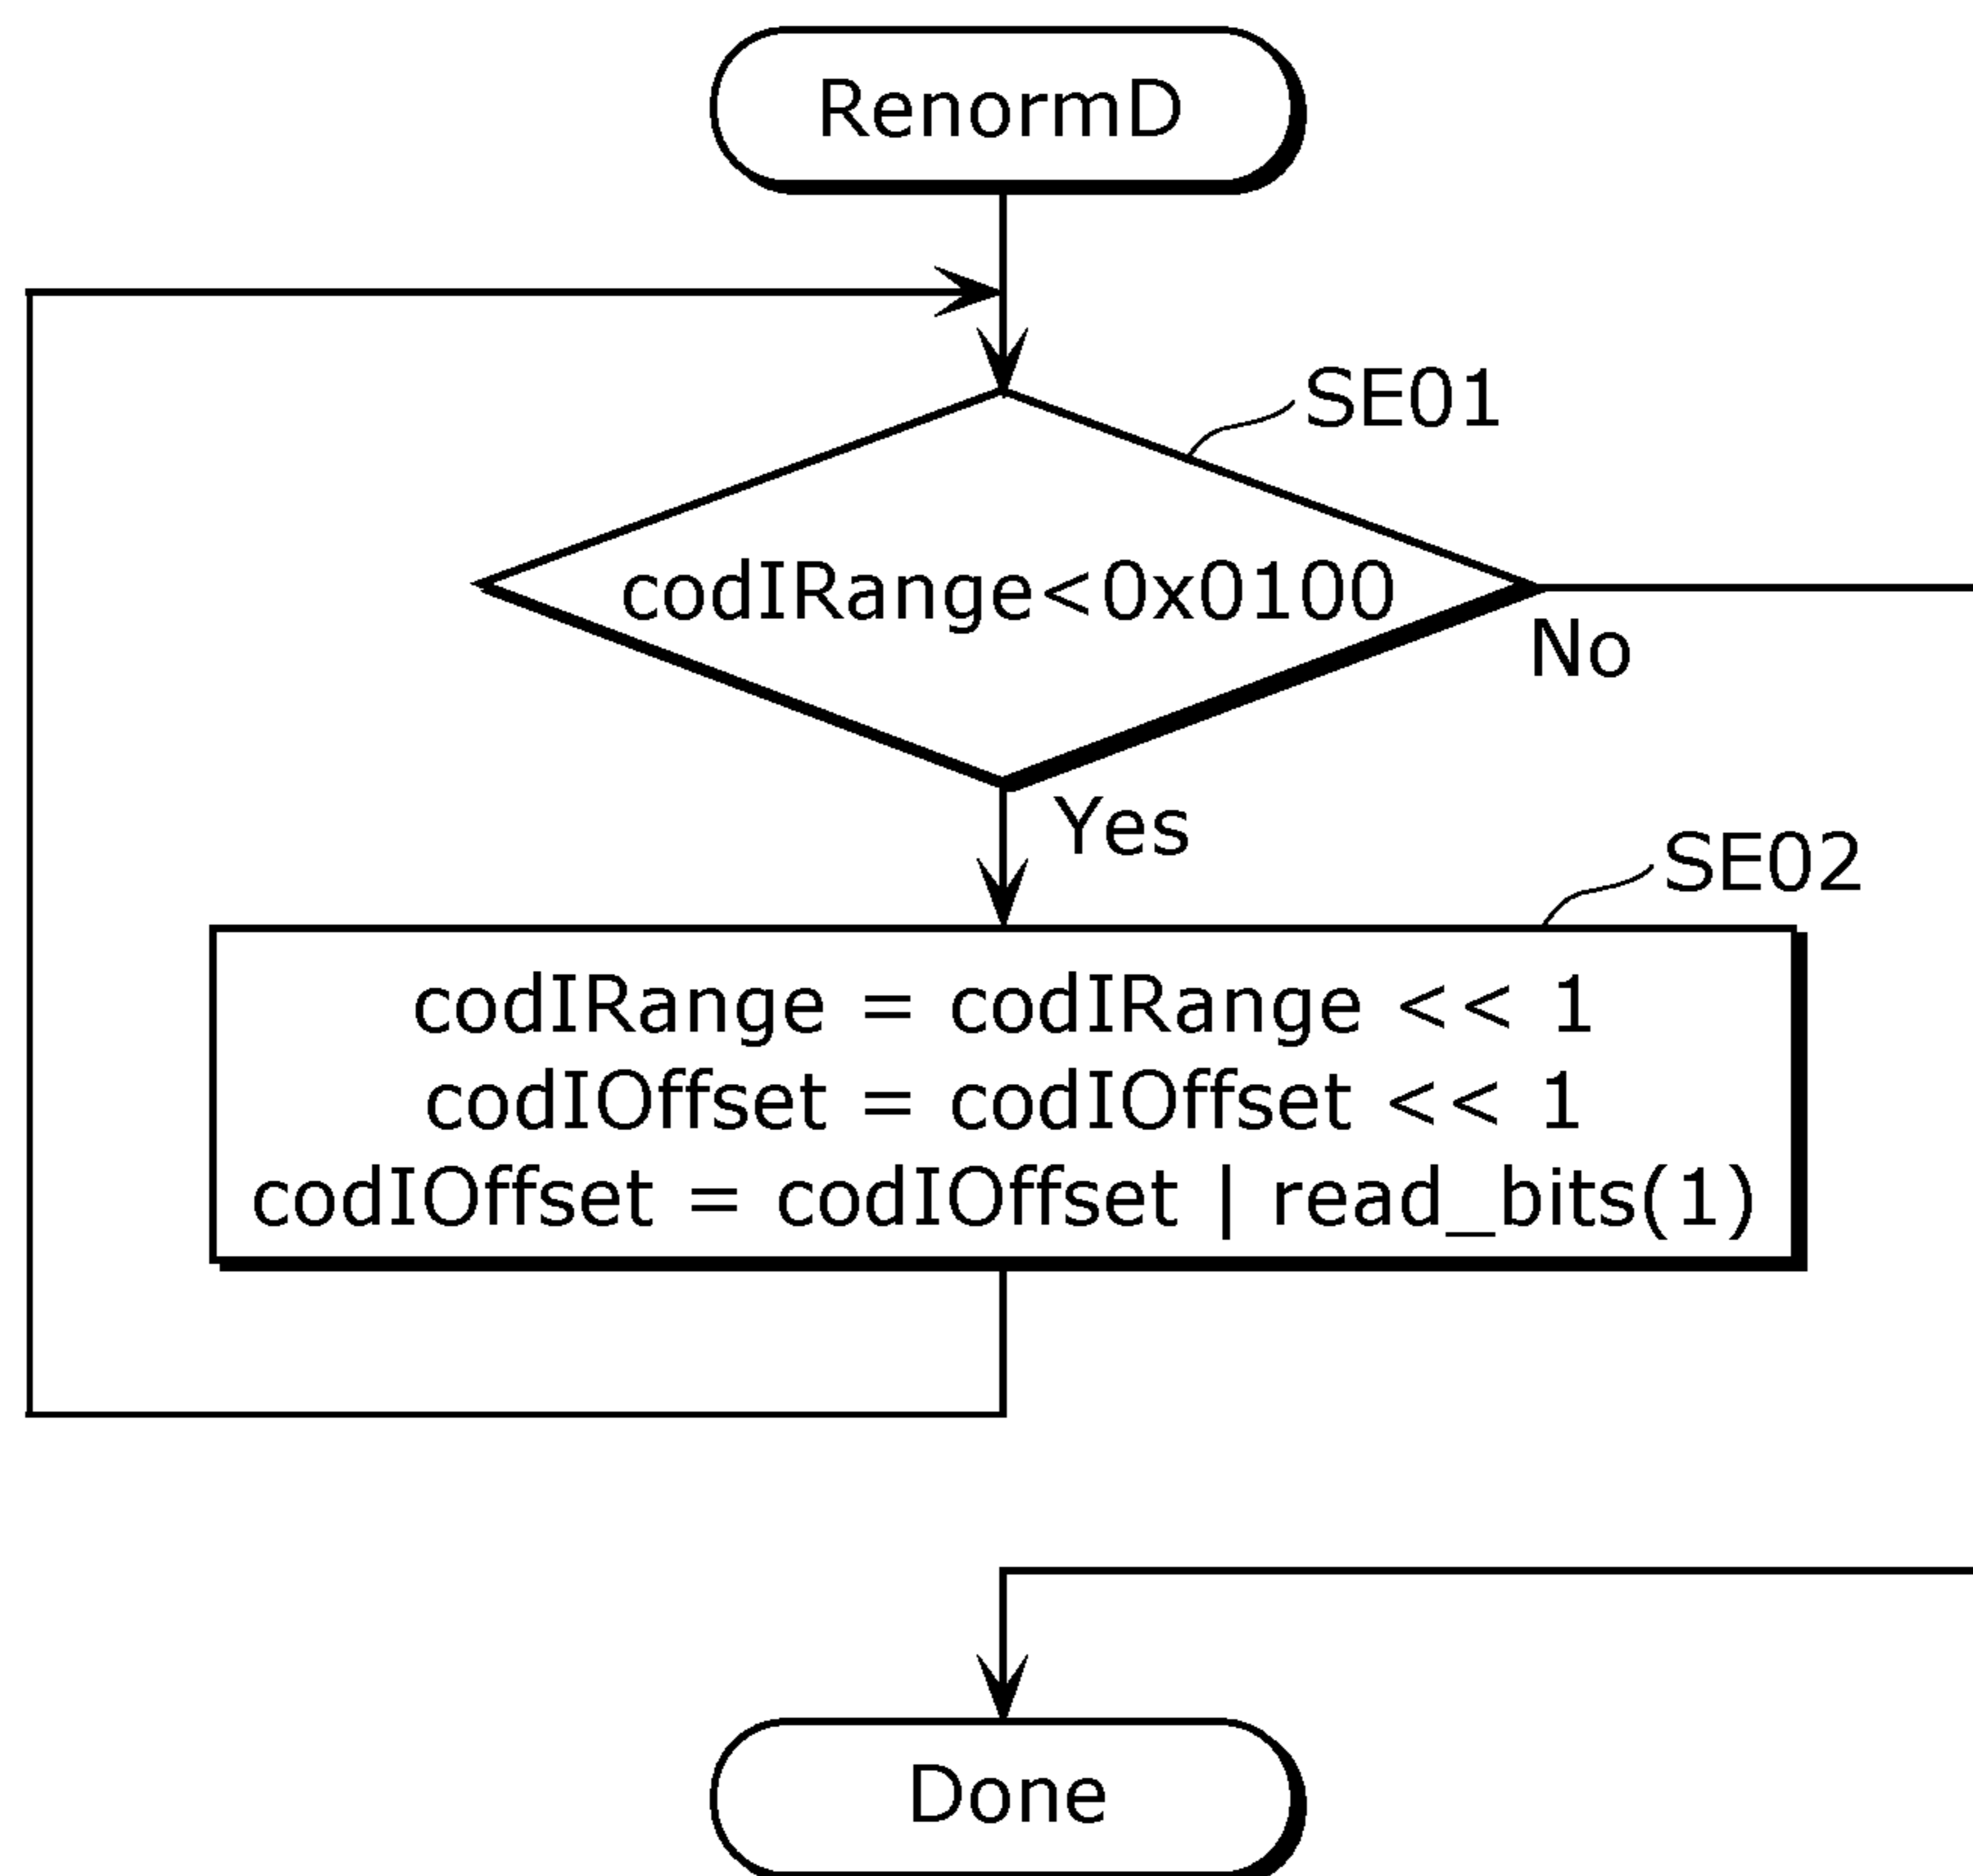 RenormD
SE01
codIRange<0x0100
No
Yes
SE02
codIRange = codIRange << 1
codIOffset = codIOffset << 1
codIOffset = codIOffset | read_bits(1)
Done